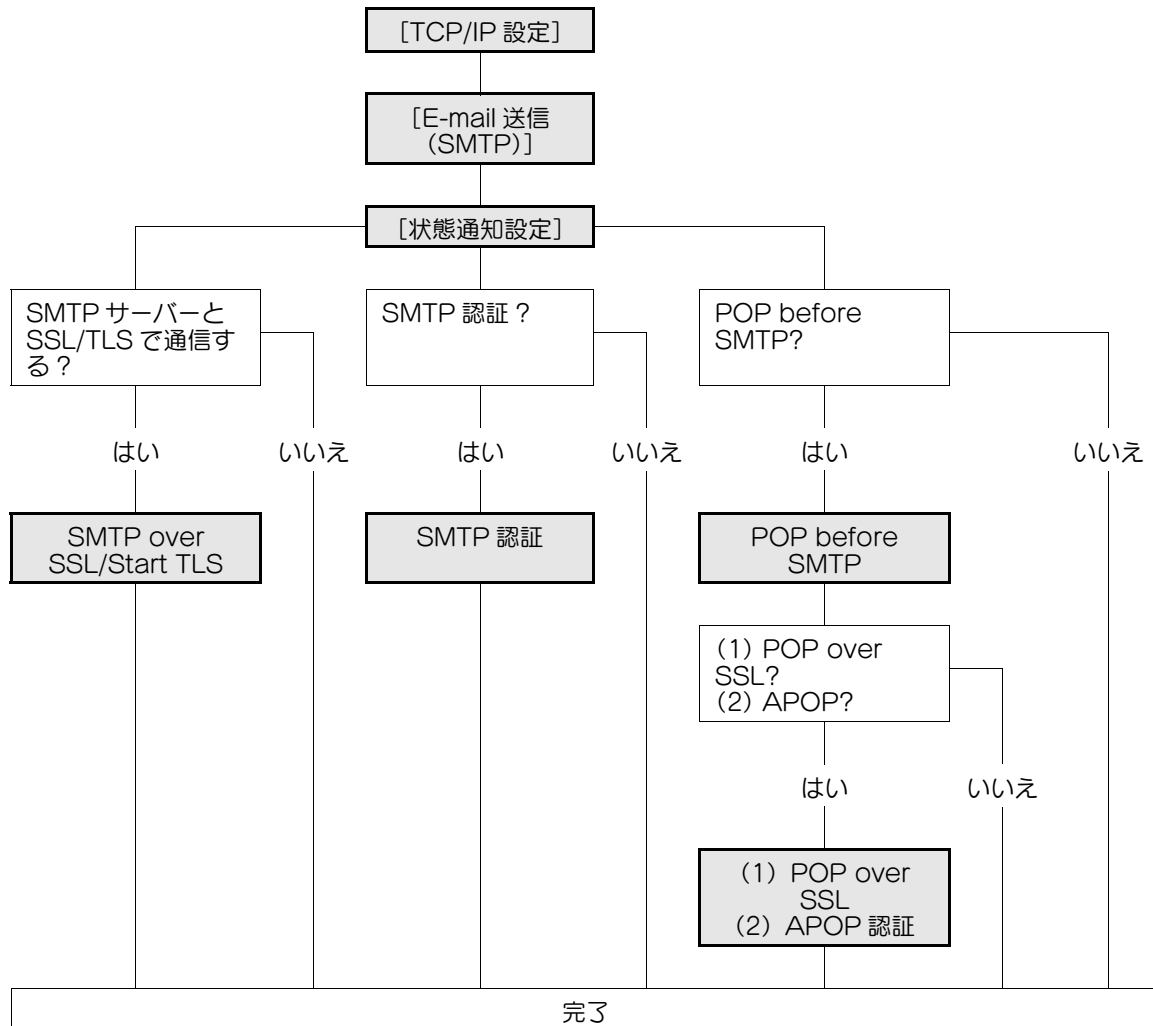 ［TCP/IP 設定］
［E-mail 送信
（SMTP）］
［状態通知設定］
SMTP サーバーと
SSL/TLS で通信す
る？
SMTP 認証？
POP before
SMTP?
はい
いいえ
はい
いいえ
はい
いいえ
SMTP over
SSL/Start TLS
SMTP 認証
POP before
SMTP
（1）POP over
SSL?
（2）APOP?
はい
いいえ
（1）POP over
SSL
（2）APOP 認証
完了